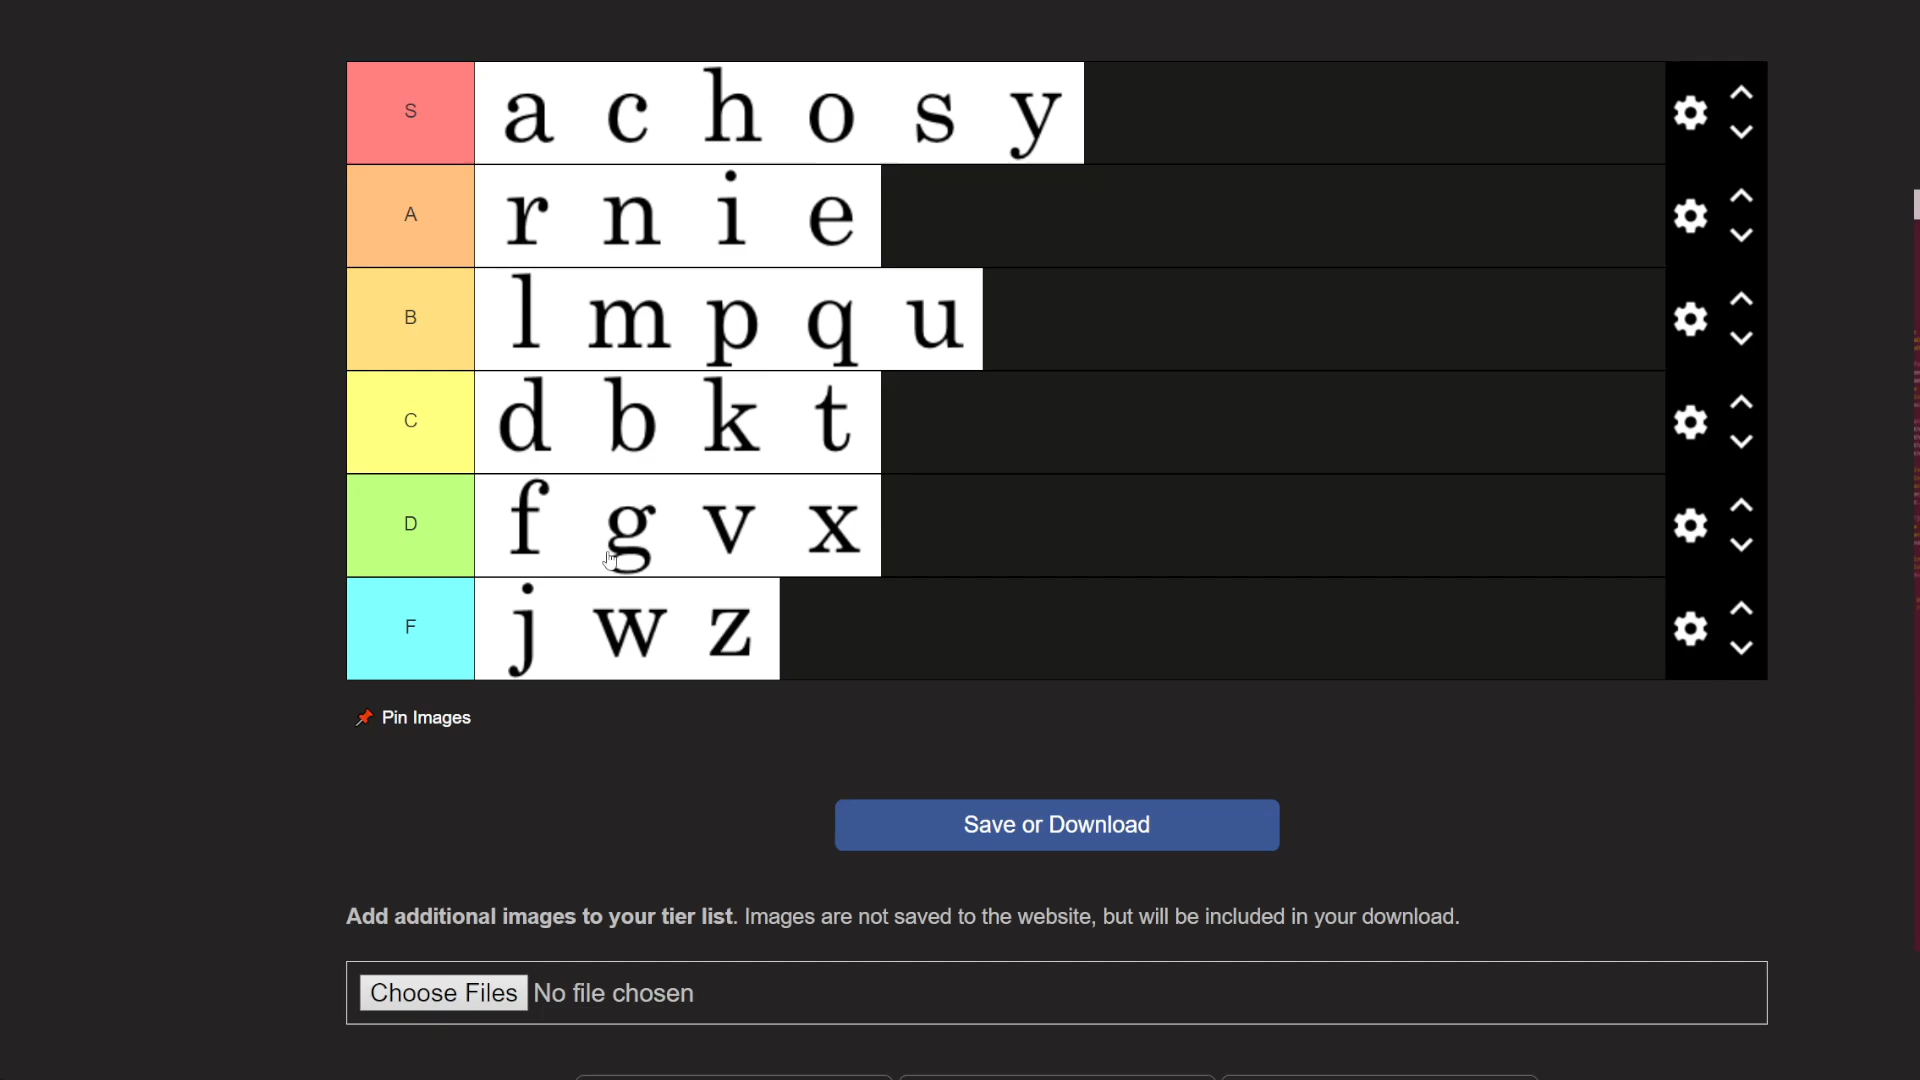 S a c h o s y
A r n i e
B l m p q u
C d b k t
D f g v x
F j w z
Pin Images
Save or Download
Add additional images to your tier list. Images are not saved to the website, but will be included in your download.
Choose Files No file chosen